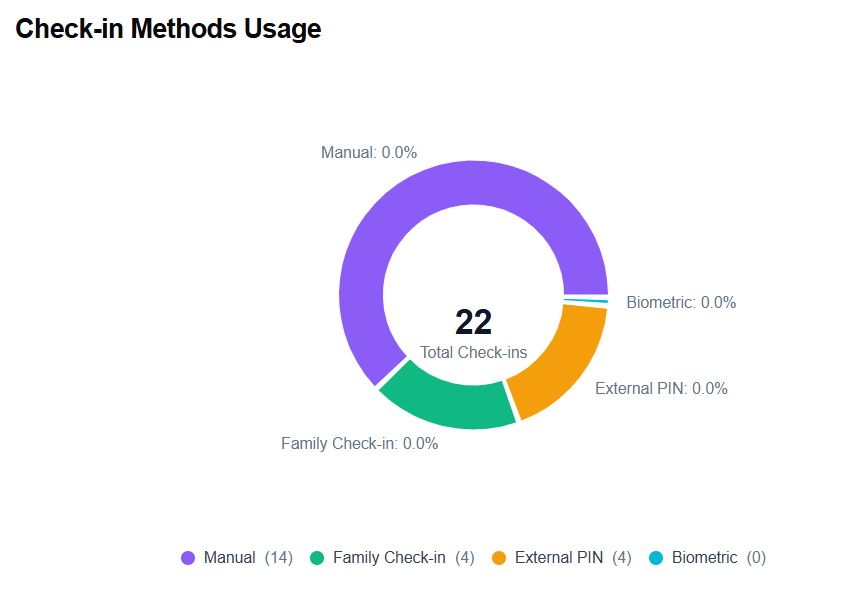 Check-in Methods Usage
Manual: 0.0%
Biometric: 0.0%
22
Total Check-ins
External PIN: 0.0%
Family Check-in: 0.0%
Manual (14) Family Check-in (4) External PIN (4) Biometric (0)